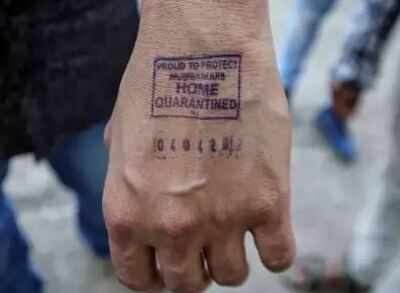 PROUD TO PROTECT
MUMBAIKARS
HOME
QUARANTINED